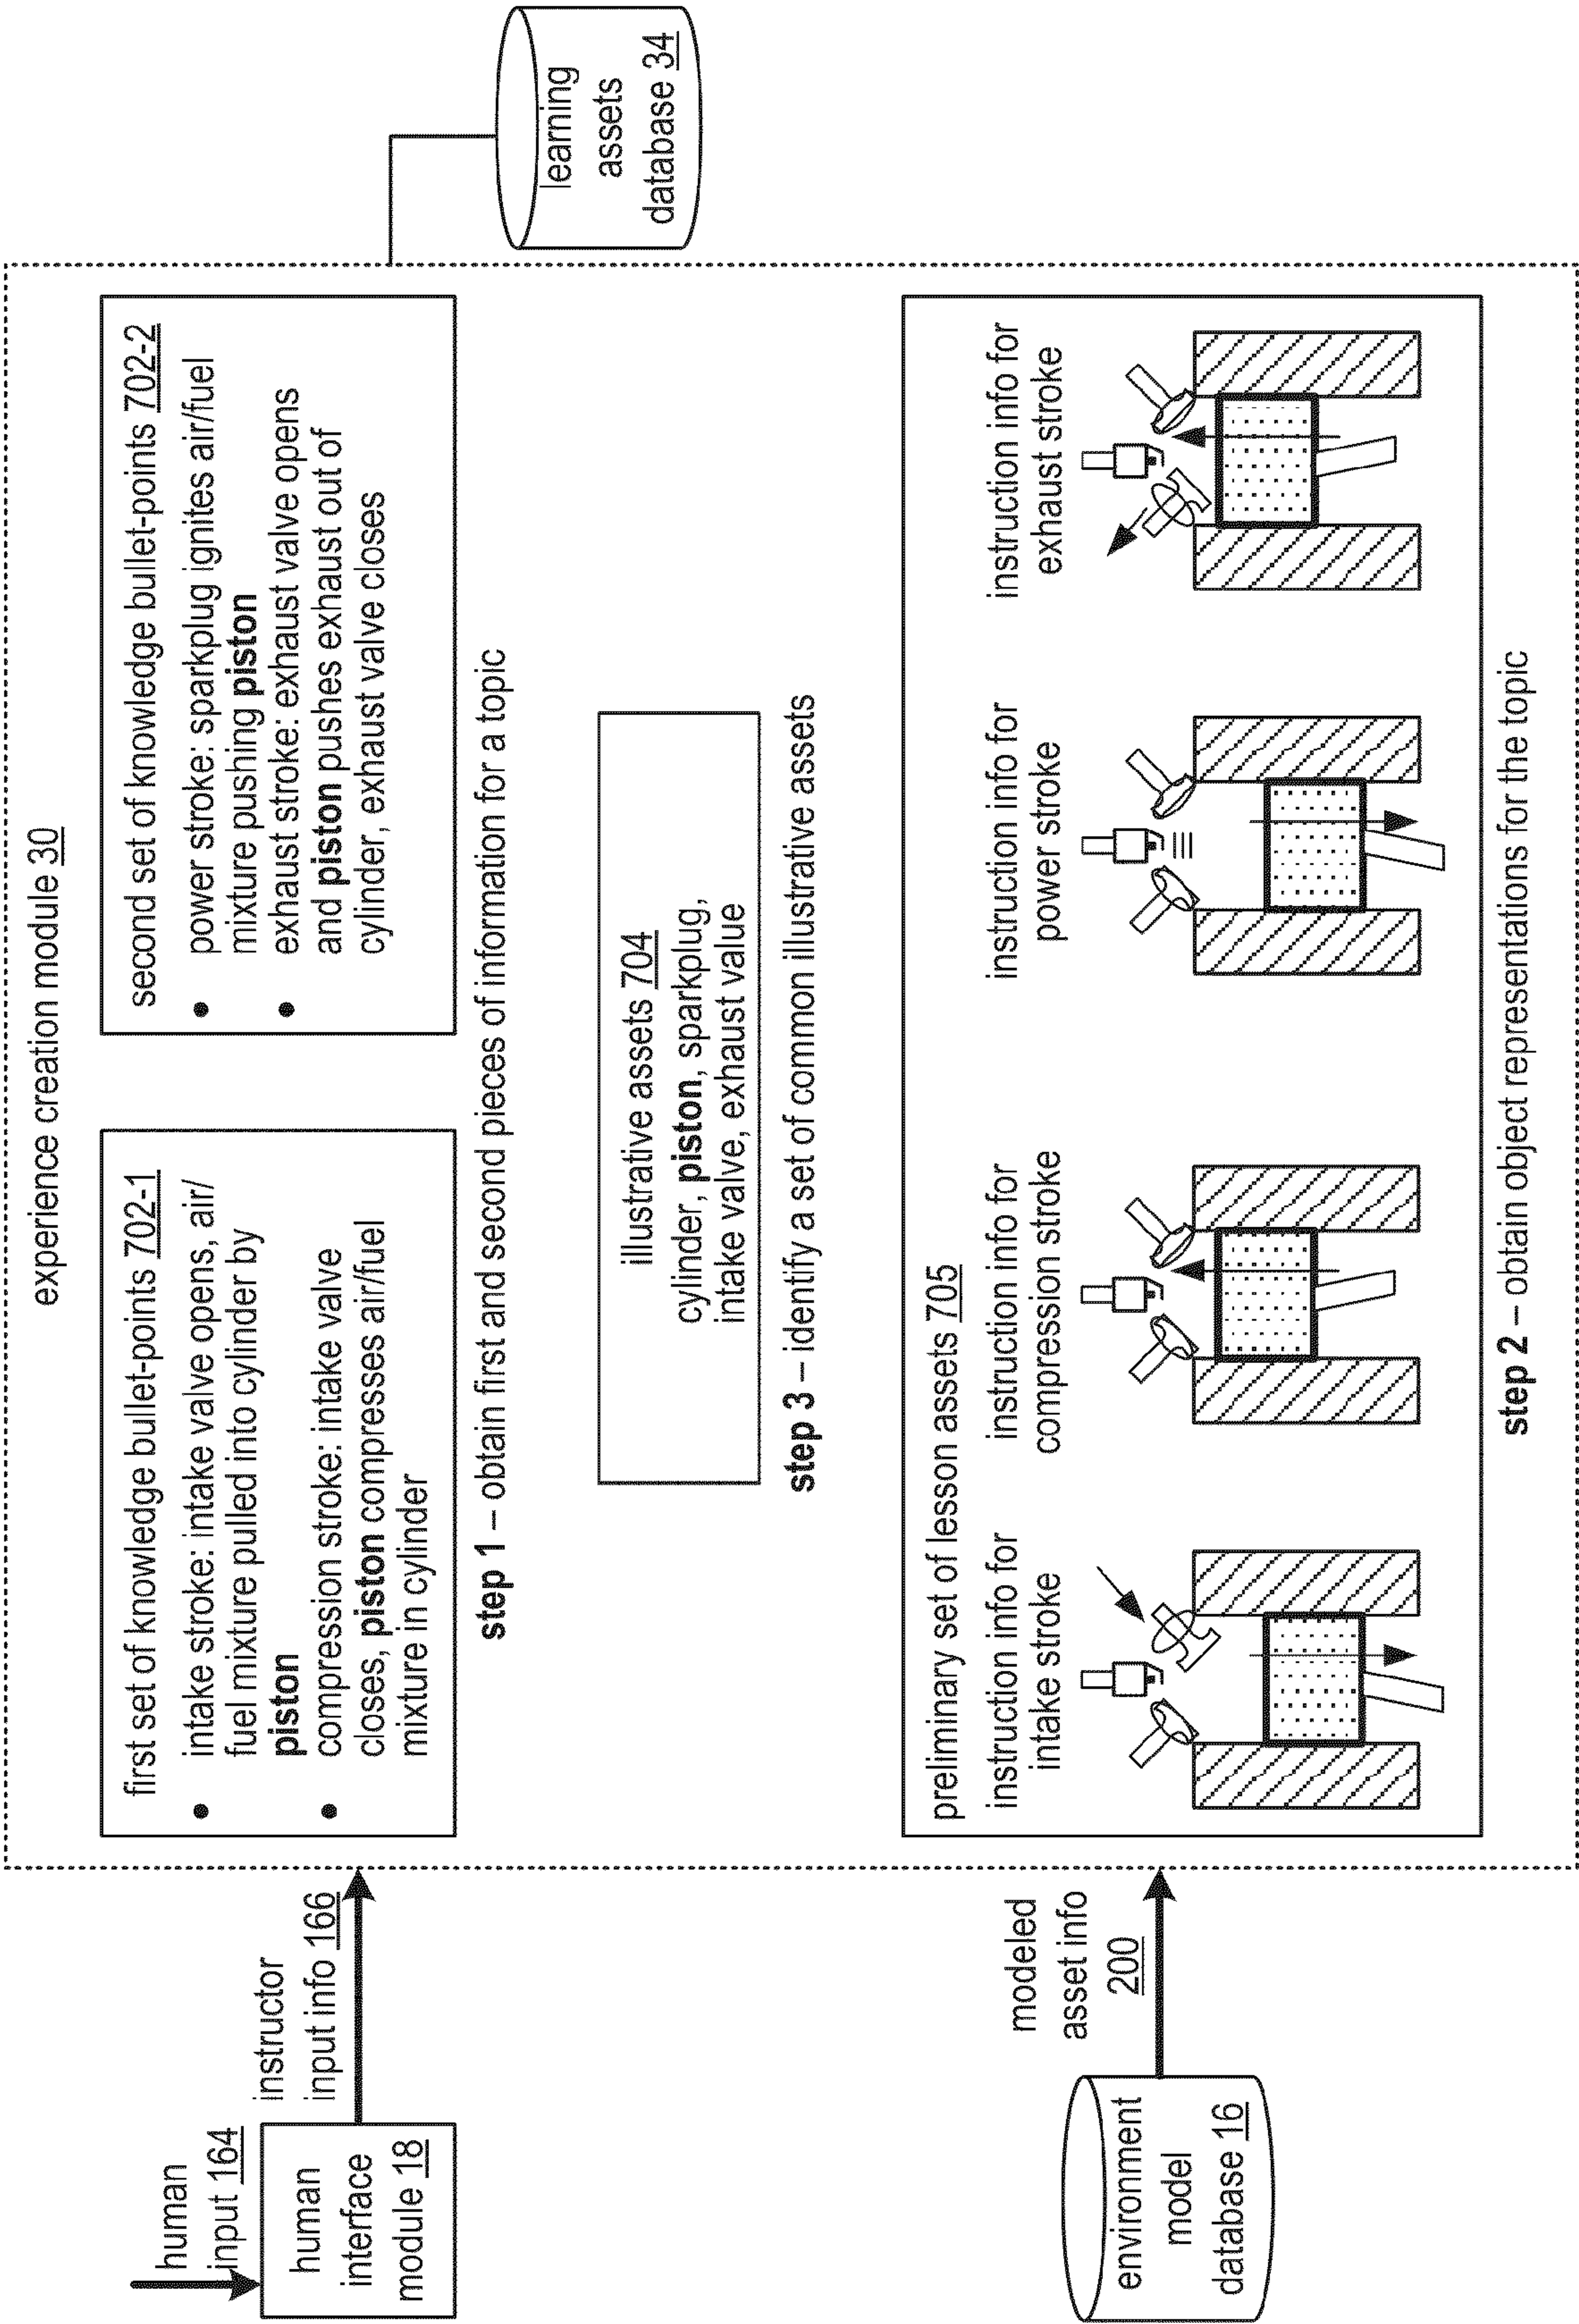 experience creation module 30
human
input 164
human
interface
module 18
instructor
input info 166
first set of knowledge bullet-points 702-1
• intake stroke: intake valve opens, air/
fuel mixture pulled into cylinder by
piston
• compression stroke: intake valve
closes, piston compresses air/fuel
mixture in cylinder
second set of knowledge bullet-points 702-2
• power stroke: sparkplug ignites air/fuel
mixture pushing piston
• exhaust stroke: exhaust valve opens
and piston pushes exhaust out of
cylinder, exhaust valve closes
step 1 – obtain first and second pieces of information for a topic
learning
assets
database 34
illustrative assets 704
cylinder, piston, sparkplug,
intake valve, exhaust value
step 3 – identify a set of common illustrative assets
environment
model
database 16
modeled
asset info
200
preliminary set of lesson assets 705
instruction info for
intake stroke
instruction info for
compression stroke
instruction info for
power stroke
instruction info for
exhaust stroke
step 2 – obtain object representations for the topic